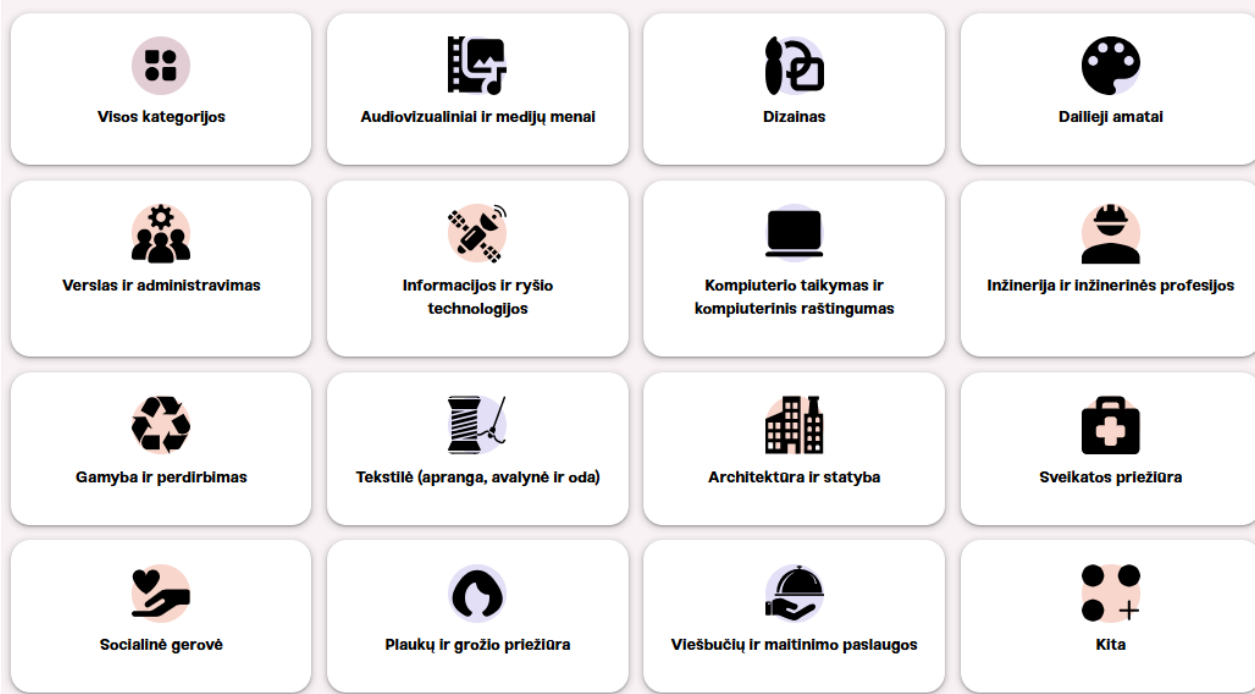 Visos kategorijos
Audiovizualiniai ir medijų menai
Dizainas
Dailieji amatai
Verslas ir administravimas
Informacijos ir ryšio
technologijos
Kompiuterio taikymas ir
kompiuterinis raštingumas
Inžinerija ir inžinerinės profesijos
Gamyba ir perdirbimas
Tekstilė (apranga, avalynė ir oda)
Architektūra ir statyba
Sveikatos priežiūra
Socialinė gerovė
Plaukų ir grožio priežiūra
Viešbučių ir maitinimo paslaugos
Kita